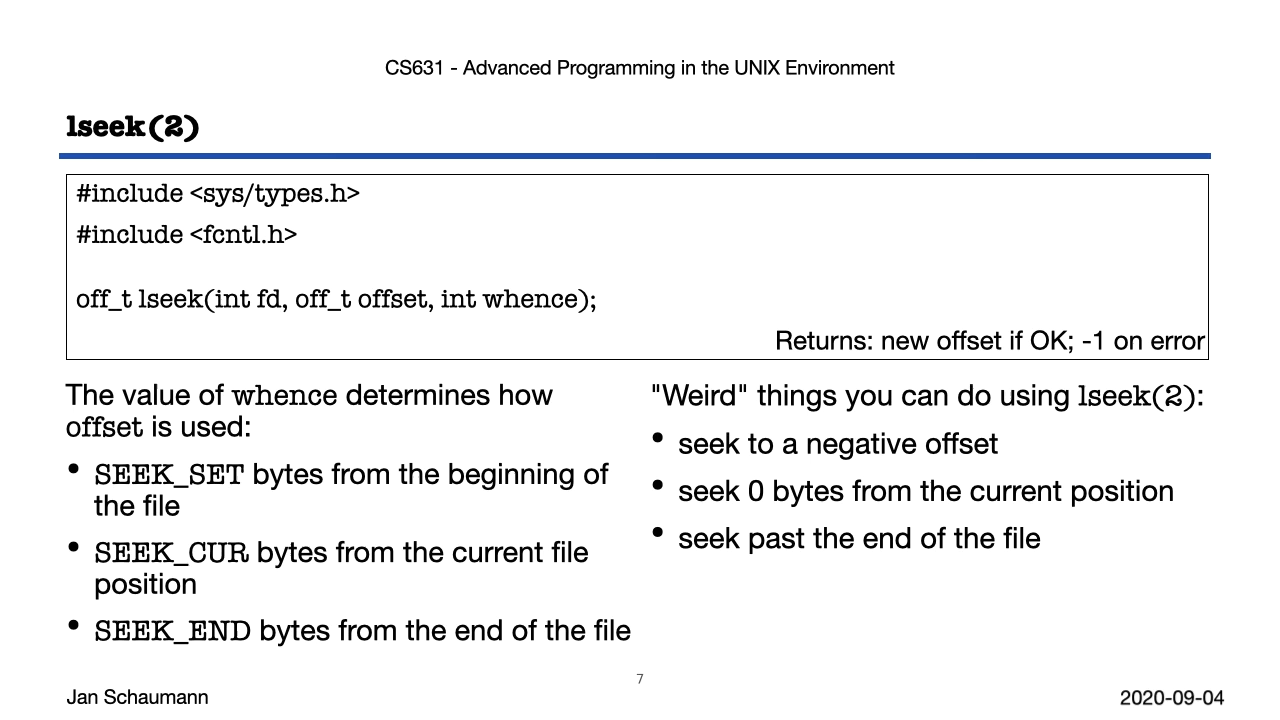 CS631 - Advanced Programming in the UNIX Environment
lseek(2)
#include <sys/types.h>
#include <fcntl.h>
off_t lseek(int fd, off_t offset, int whence);
Returns: new offset if OK; -1 on error
The value of whence determines how
offset is used:
• SEEK_SET bytes from the beginning of
the file
• SEEK_CUR bytes from the current file
position
• SEEK_END bytes from the end of the file
"Weird" things you can do using lseek(2):
• seek to a negative offset
• seek 0 bytes from the current position
• seek past the end of the file
7
Jan Schaumann
2020-09-04